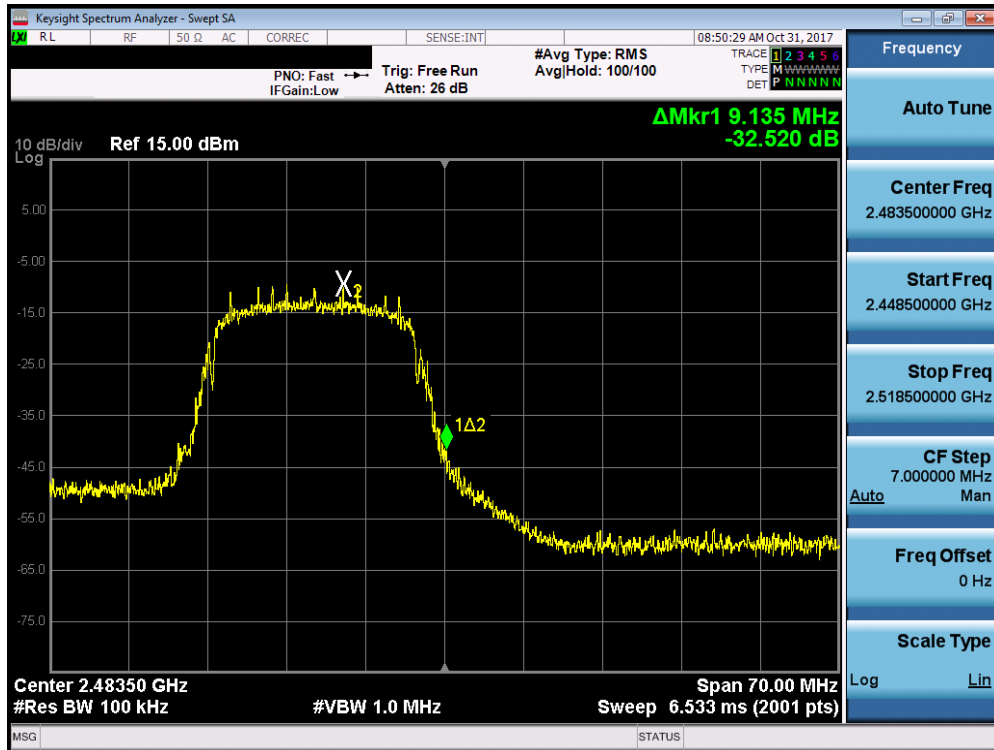 Keysight Spectrum Analyzer - Swept SA
LXI RL RF 50 Ω AC CORREC SENSE:INT 08:50:29 AM Oct 31, 2017
PNO: Fast
IFGain:Low
Trig: Free Run
Atten: 26 dB
#Avg Type: RMS
Avg|Hold: 100/100
TRACE 1 2 3 4 5 6
TYPE M WWWWW
DET P N N N N N
ΔMkr1 9.135 MHz
-32.520 dB
10 dB/div Ref 15.00 dBm
Log
5.00
-5.00
-15.0
-25.0
-35.0
-45.0
-55.0
-65.0
-75.0
X2
1Δ2
Center 2.48350 GHz Span 70.00 MHz
#Res BW 100 kHz #VBW 1.0 MHz Sweep 6.533 ms (2001 pts)
MSG STATUS
Frequency
Auto Tune
Center Freq
2.483500000 GHz
Start Freq
2.448500000 GHz
Stop Freq
2.518500000 GHz
CF Step
7.000000 MHz
Auto Man
Freq Offset
0 Hz
Scale Type
Log Lin